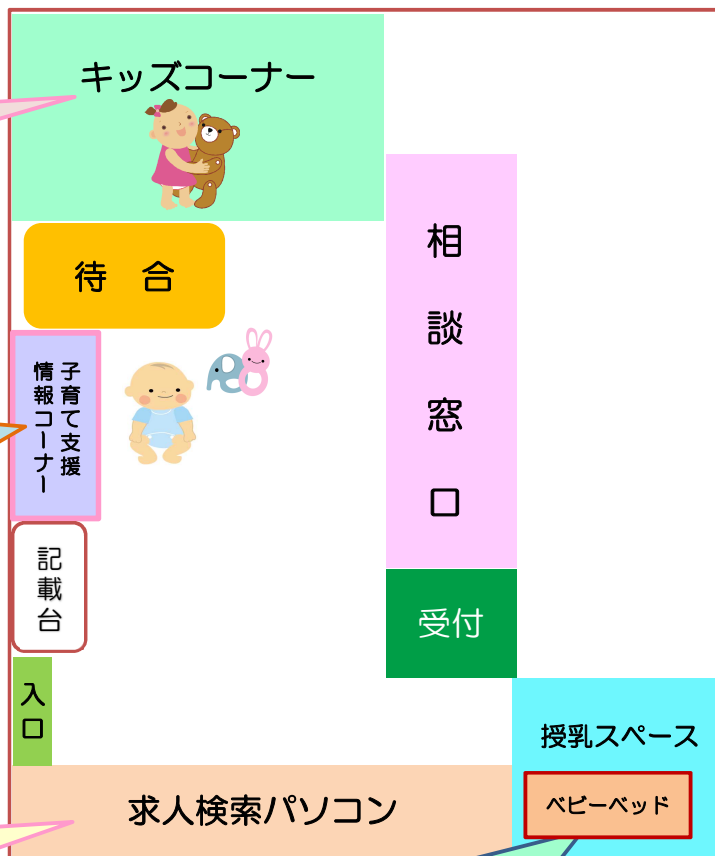 キッズコーナー
待　合
相談窓口
子育て支援
情報コーナー
記載台
受付
入口
授乳スペース
ベビーベッド
求人検索パソコン